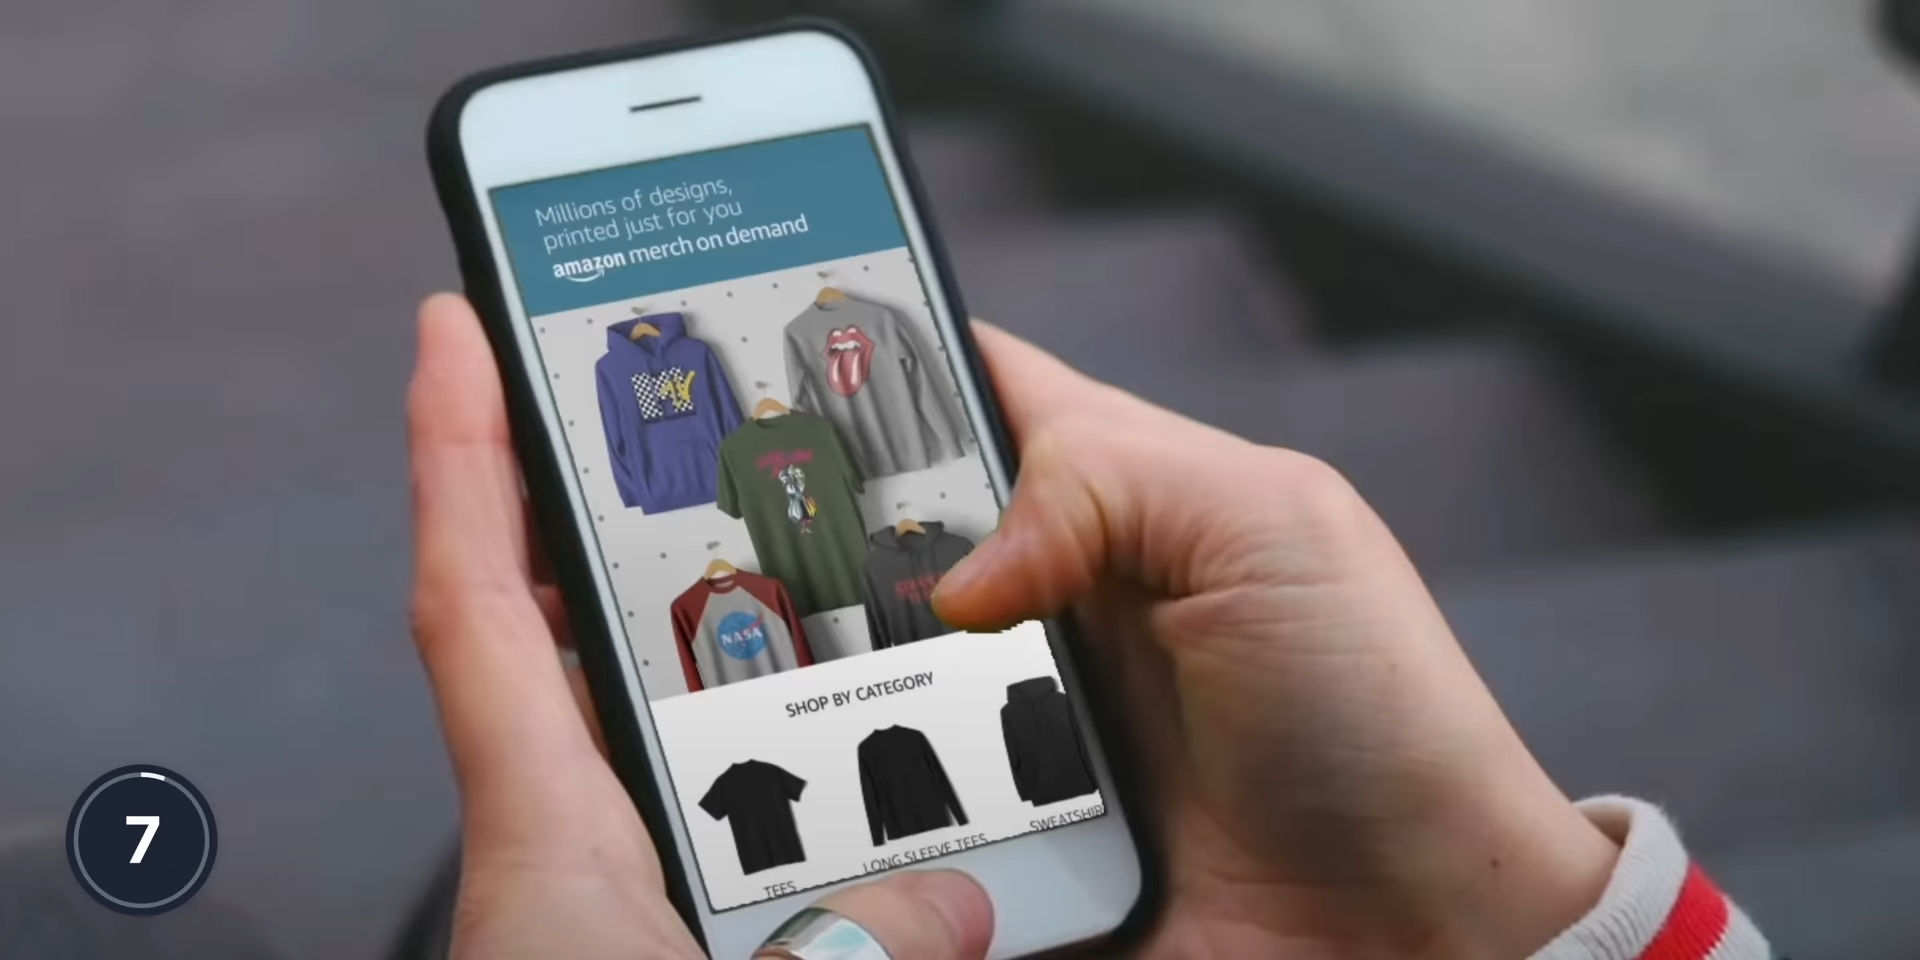 Millions of designs,
printed just for you
amazon merch on demand
MTV
NASA
SHOP BY CATEGORY
TEES
LONG SLEEVE TEES
SWEATSHIR
7